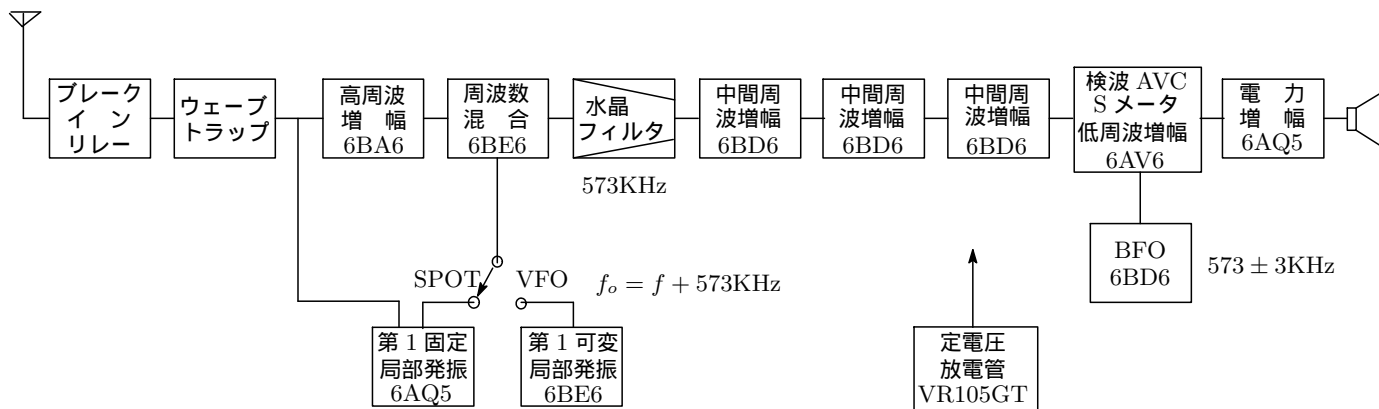 ブレーク
イ ン
リレー
ウェーブ
トラップ
高周波
増 幅
6BA6
周波数
混 合
6BE6
水晶
フィルタ
573KHz
中間周
波増幅
6BD6
中間周
波増幅
6BD6
中間周
波増幅
6BD6
検波 AVC
S メータ
低周波増幅
6AV6
電 力
増 幅
6AQ5
BFO
6BD6
573 ± 3KHz
SPOT
VFO
fₒ = f + 573KHz
第 1 固定
局部発振
6AQ5
第 1 可変
局部発振
6BE6
定電圧
放電管
VR105GT